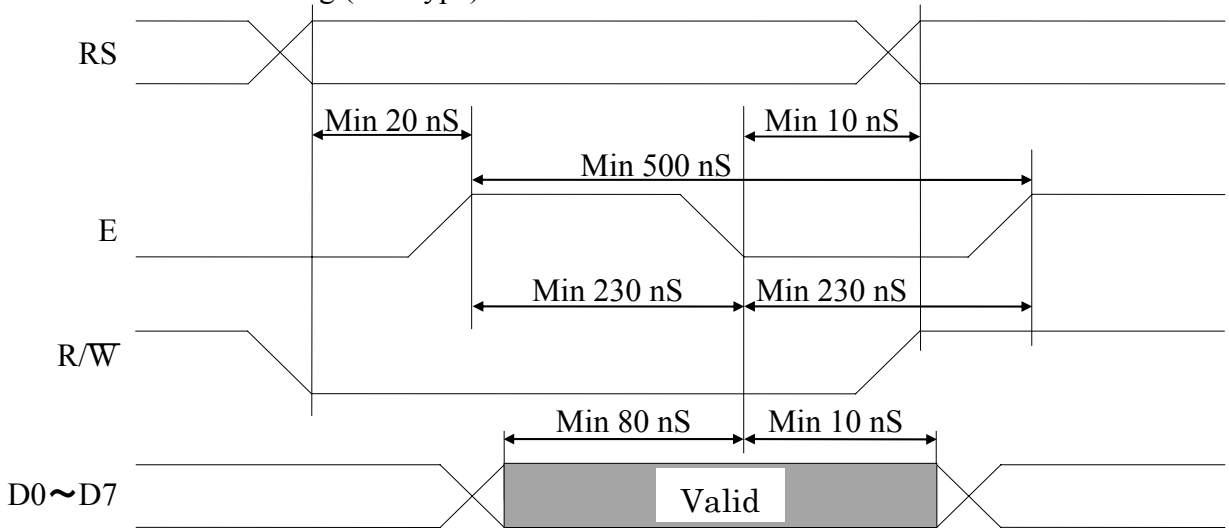 RS
Min 20 nS Min 10 nS
Min 500 nS
E
Min 230 nS Min 230 nS
R/W̅
Min 80 nS Min 10 nS
D0～D7 Valid